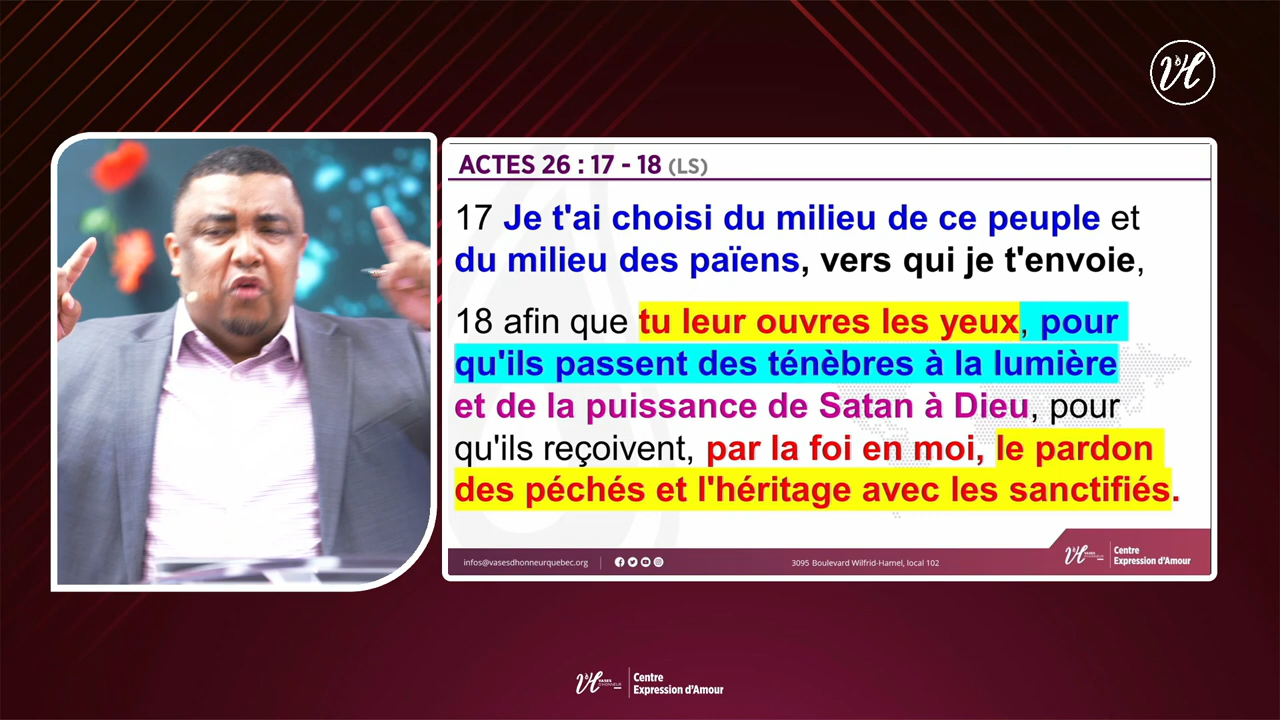 V'H
ACTES 26 : 17 - 18 (LS)
17 Je t'ai choisi du milieu de ce peuple et
du milieu des païens, vers qui je t'envoie,
18 afin que tu leur ouvres les yeux, pour
qu'ils passent des ténèbres à la lumière
et de la puissance de Satan à Dieu, pour
qu'ils reçoivent, par la foi en moi, le pardon
des péchés et l'héritage avec les sanctifiés.
infos@vasesdhonneurquebec.org
3095 Boulevard Wilfrid-Hamel, local 102
V'H VASES D'HONNEUR
Centre
Expression d'Amour
V'H VASES D'HONNEUR
Centre
Expression d'Amour